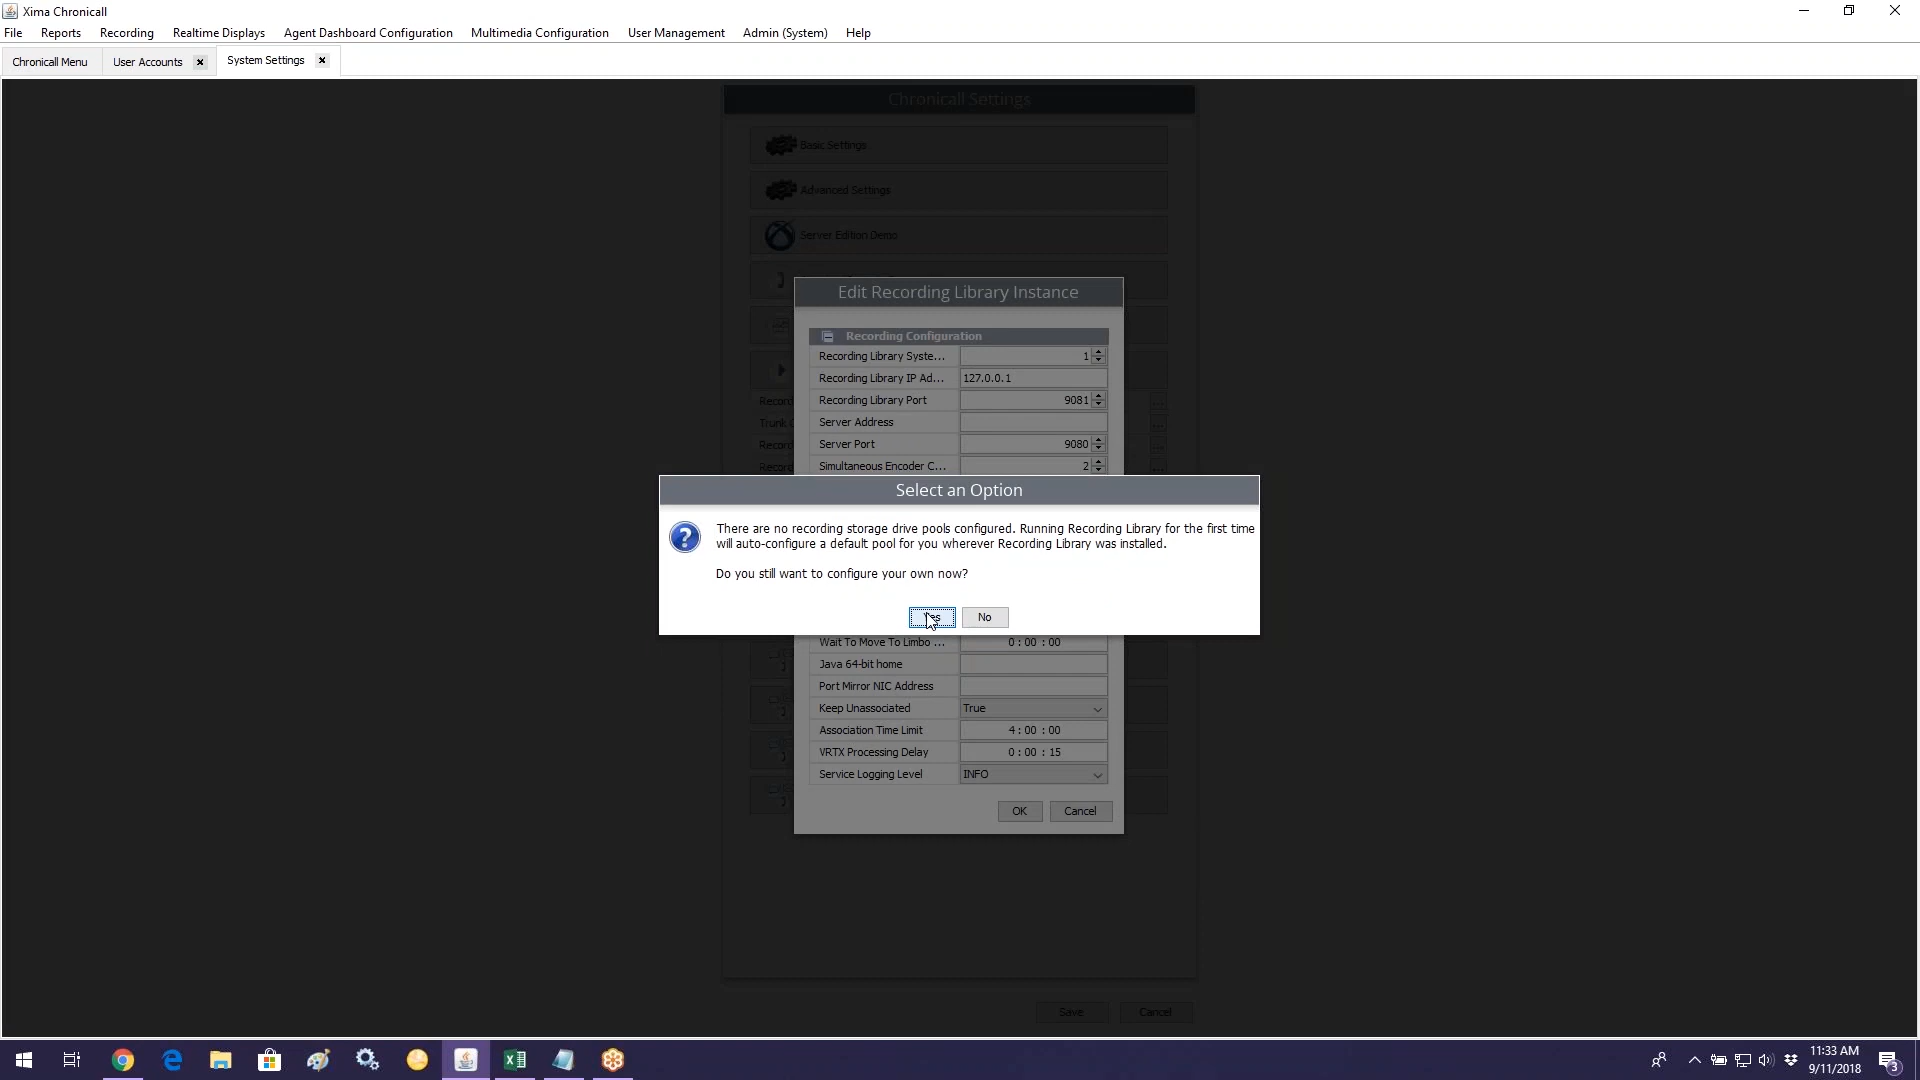 Xima Chronicall
File Reports Recording Realtime Displays Agent Dashboard Configuration Multimedia Configuration User Management Admin (System) Help
Chronicall Menu User Accounts System Settings
Chronicall Settings
Basic Settings
Advanced Settings
Server Edition Demo
Edit Recording Library Instance
Recording Configuration
Recording Library Syste... 1
Recording Library IP Ad... 127.0.0.1
Recording Library Port 9081
Server Address
Server Port 9080
Simultaneous Encoder C... 2
Select an Option
There are no recording storage drive pools configured. Running Recording Library for the first time
will auto-configure a default pool for you wherever Recording Library was installed.
Do you still want to configure your own now?
No
Wait To Move To Limbo ... 0 : 00 : 00
Java 64-bit home
Port Mirror NIC Address
Keep Unassociated True
Association Time Limit 4 : 00 : 00
VRTX Processing Delay 0 : 00 : 15
Service Logging Level INFO
OK Cancel
Save Cancel
11:33 AM
9/11/2018
3